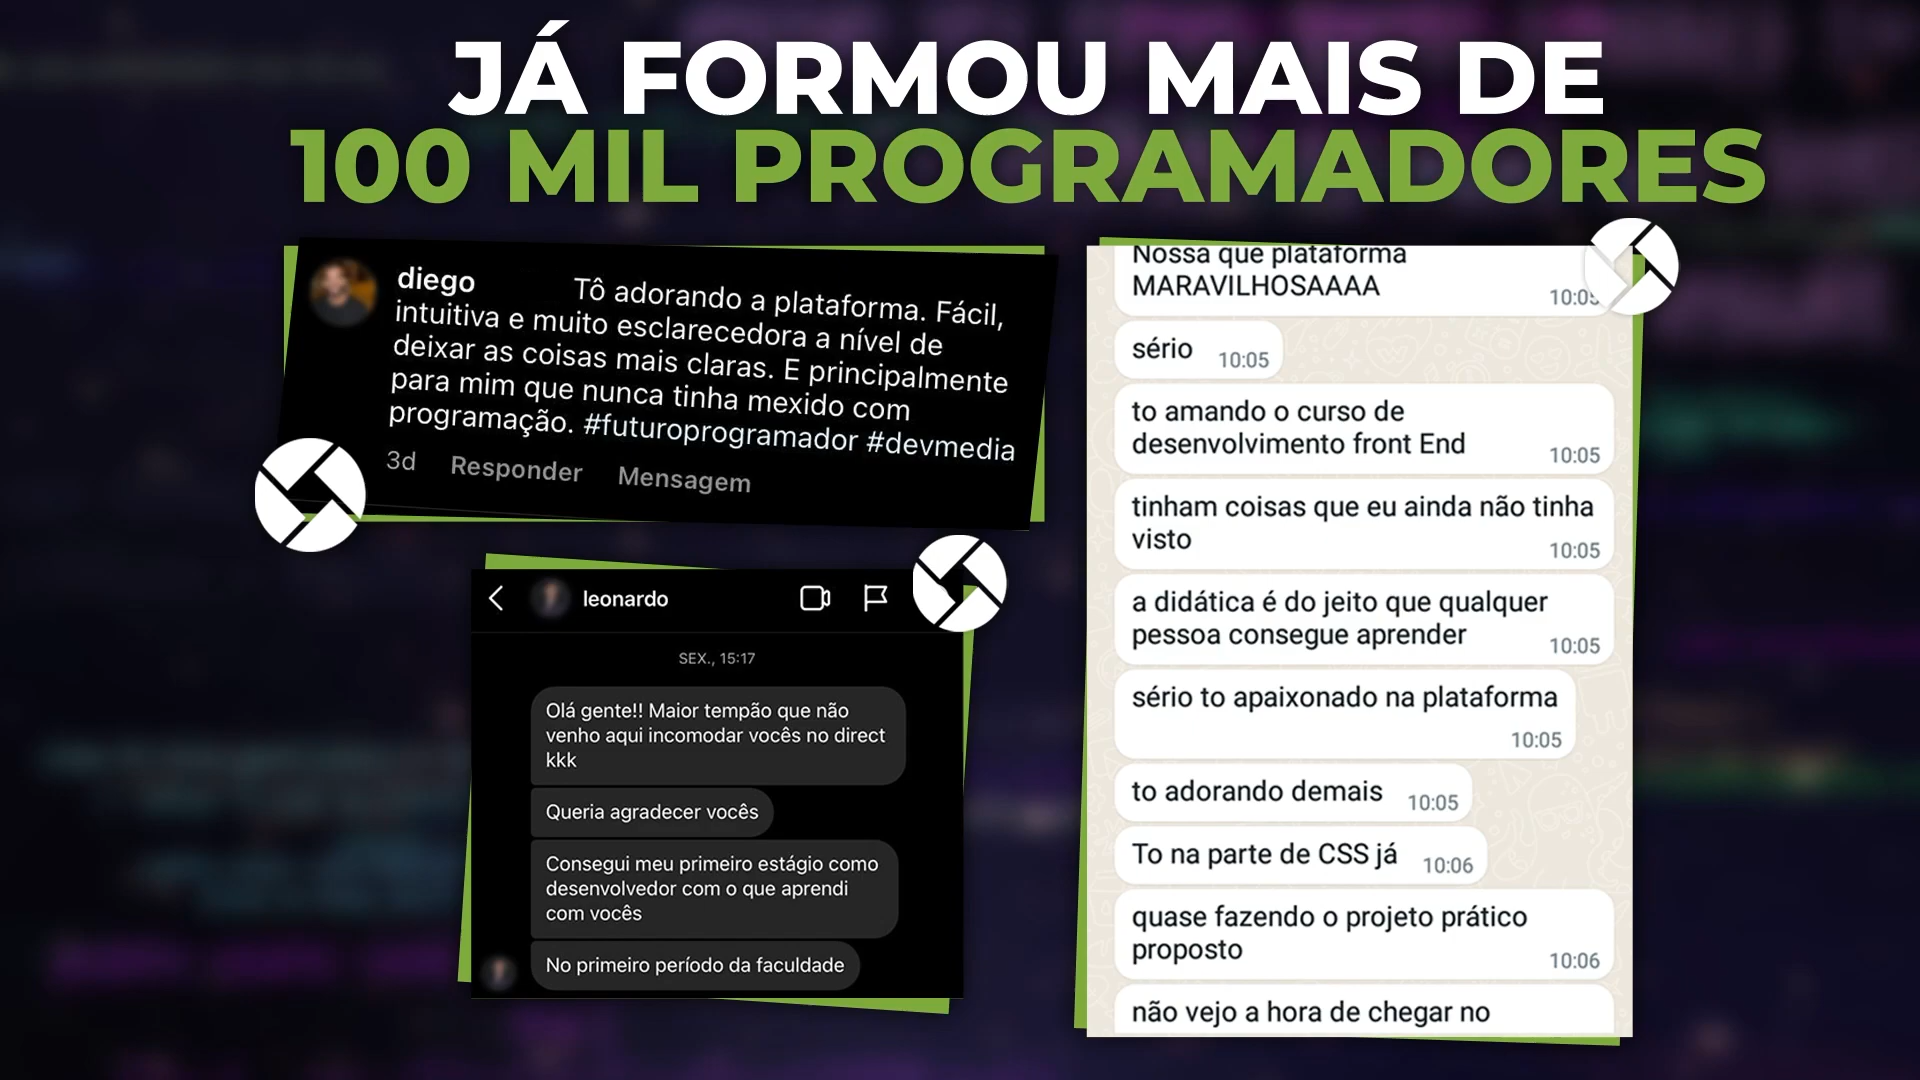 JÁ FORMOU MAIS DE
100 MIL PROGRAMADORES
diego Tô adorando a plataforma. Fácil,
intuitiva e muito esclarecedora a nível de
deixar as coisas mais claras. E principalmente
para mim que nunca tinha mexido com
programação. #futuroprogramador #devmedia
3d Responder Mensagem
leonardo
SEX., 15:17
Olá gente!! Maior tempão que não
venho aqui incomodar vocês no direct
kkk
Queria agradecer vocês
Consegui meu primeiro estágio como
desenvolvedor com o que aprendi
com vocês
No primeiro período da faculdade
Nossa que plataforma
MARAVILHOSAAAA 10:05
sério 10:05
to amando o curso de
desenvolvimento front End 10:05
tinham coisas que eu ainda não tinha
visto 10:05
a didática é do jeito que qualquer
pessoa consegue aprender 10:05
sério to apaixonado na plataforma
10:05
to adorando demais 10:05
To na parte de CSS já 10:06
quase fazendo o projeto prático
proposto 10:06
não vejo a hora de chegar no